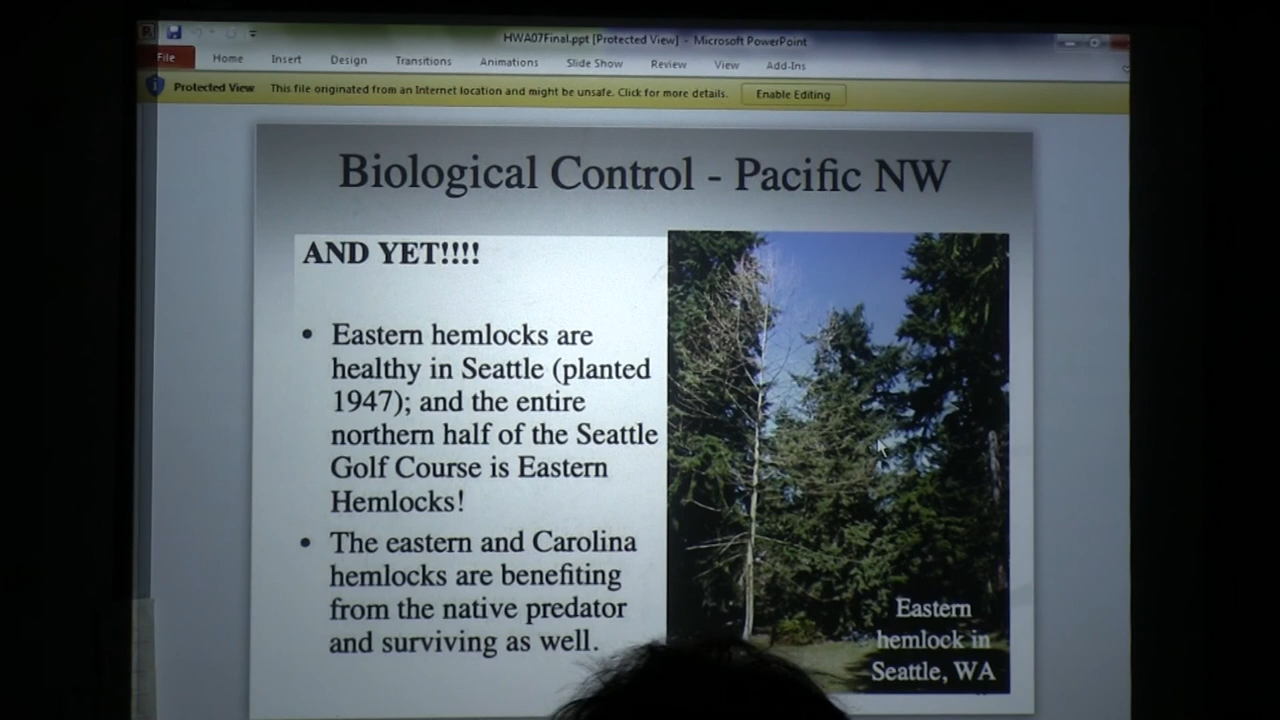 HWA07Final.ppt [Protected View] - Microsoft PowerPoint
File Home Insert Design Transitions Animations Slide Show Review View Add-Ins
Protected View This file originated from an Internet location and might be unsafe. Click for more details. Enable Editing
Biological Control - Pacific NW
AND YET!!!!
• Eastern hemlocks are
healthy in Seattle (planted
1947); and the entire
northern half of the Seattle
Golf Course is Eastern
Hemlocks!
• The eastern and Carolina
hemlocks are benefiting
from the native predator
and surviving as well.
Eastern
hemlock in
Seattle, WA